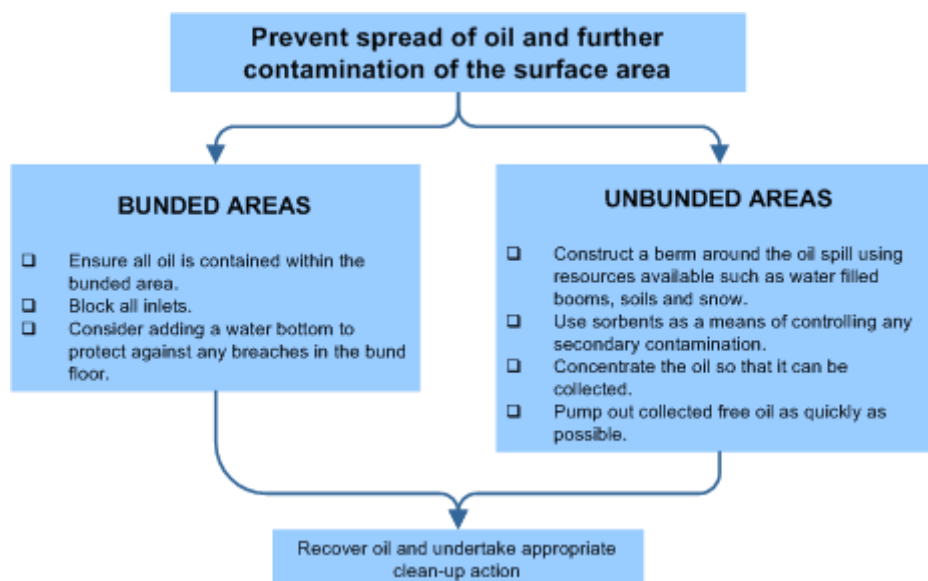 Prevent spread of oil and further
contamination of the surface area
BUNDED AREAS
❑ Ensure all oil is contained within the
bunded area.
❑ Block all inlets.
❑ Consider adding a water bottom to
protect against any breaches in the bund
floor.
UNBUNDED AREAS
❑ Construct a berm around the oil spill using
resources available such as water filled
booms, soils and snow.
❑ Use sorbents as a means of controlling any
secondary contamination.
❑ Concentrate the oil so that it can be
collected.
❑ Pump out collected free oil as quickly as
possible.
Recover oil and undertake appropriate
clean-up action